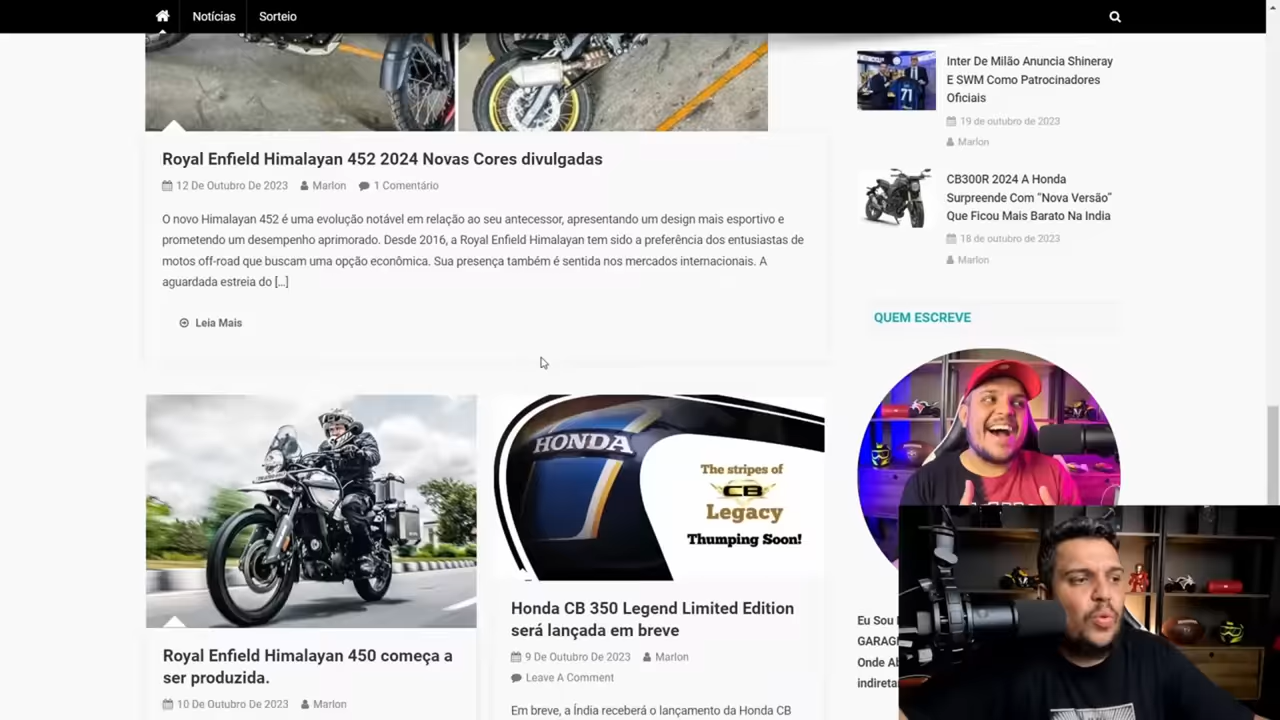 Notícias
Sorteio
Royal Enfield Himalayan 452 2024 Novas Cores divulgadas
12 De Outubro De 2023
Marlon
1 Comentário
O novo Himalayan 452 é uma evolução notável em relação ao seu antecessor, apresentando um design mais esportivo e
prometendo um desempenho aprimorado. Desde 2016, a Royal Enfield Himalayan tem sido a preferência dos entusiastas de
motos off-road que buscam uma opção econômica. Sua presença também é sentida nos mercados internacionais. A
aguardada estreia do [...]
Leia Mais
HONDA
The stripes of
CB
Legacy
Thumping Soon!
Royal Enfield Himalayan 450 começa a
ser produzida.
10 De Outubro De 2023
Marlon
Honda CB 350 Legend Limited Edition
será lançada em breve
9 De Outubro De 2023
Marlon
Leave A Comment
Em breve, a Índia receberá o lançamento da Honda CB
Inter De Milão Anuncia Shineray
E SWM Como Patrocinadores
Oficiais
71
19 de outubro de 2023
Marlon
CB300R 2024 A Honda
Surpreende Com “Nova Versão”
Que Ficou Mais Barato Na India
18 de outubro de 2023
Marlon
QUEM ESCREVE
Eu Sou
Onde